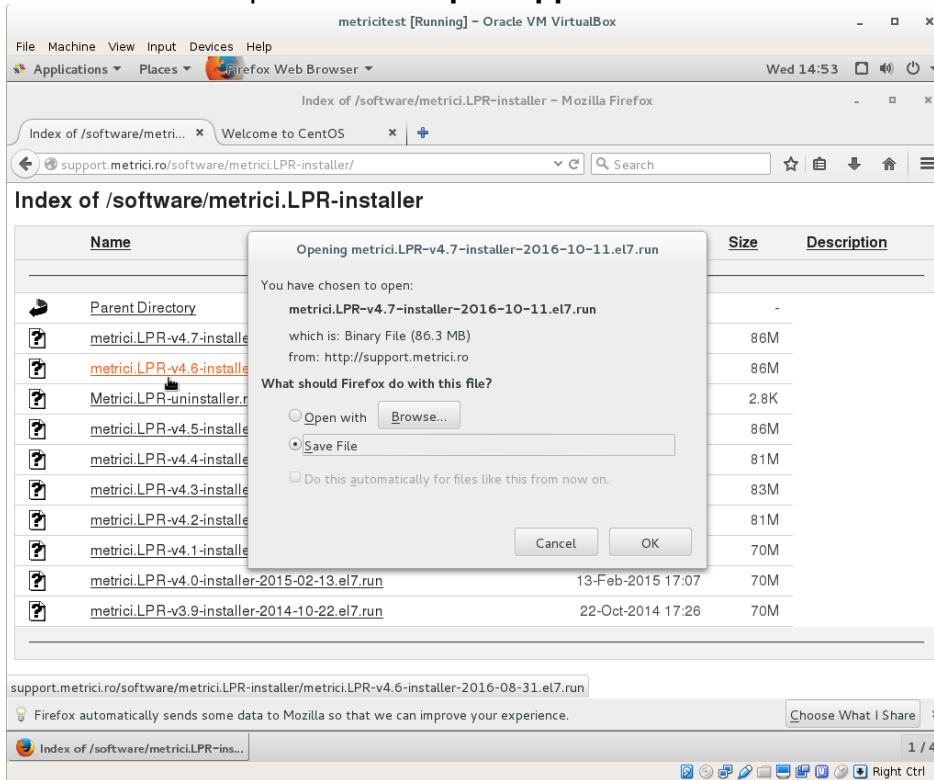 metricitest [Running] - Oracle VM VirtualBox
File Machine View Input Devices Help
Applications Places Firefox Web Browser Wed 14:53
Index of /software/metrici.LPR-installer - Mozilla Firefox
Index of /software/metri... Welcome to CentOS
support.metrici.ro/software/metrici.LPR-installer/ Search
Index of /software/metrici.LPR-installer
Name Size Description
Parent Directory -
metrici.LPR-v4.7-installe 86M
metrici.LPR-v4.6-installe 86M
Metrici.LPR-uninstaller.r 2.8K
metrici.LPR-v4.5-installe 86M
metrici.LPR-v4.4-installe 81M
metrici.LPR-v4.3-installe 83M
metrici.LPR-v4.2-installe 81M
metrici.LPR-v4.1-installe 70M
metrici.LPR-v4.0-installer-2015-02-13.el7.run 13-Feb-2015 17:07 70M
metrici.LPR-v3.9-installer-2014-10-22.el7.run 22-Oct-2014 17:26 70M
Opening metrici.LPR-v4.7-installer-2016-10-11.el7.run
You have chosen to open:
metrici.LPR-v4.7-installer-2016-10-11.el7.run
which is: Binary File (86.3 MB)
from: http://support.metrici.ro
What should Firefox do with this file?
Open with Browse...
Save File
Do this automatically for files like this from now on.
Cancel OK
support.metrici.ro/software/metrici.LPR-installer/metrici.LPR-v4.6-installer-2016-08-31.el7.run
Firefox automatically sends some data to Mozilla so that we can improve your experience. Choose What I Share
Index of /software/metrici.LPR-ins... 1 / 4
Right Ctrl